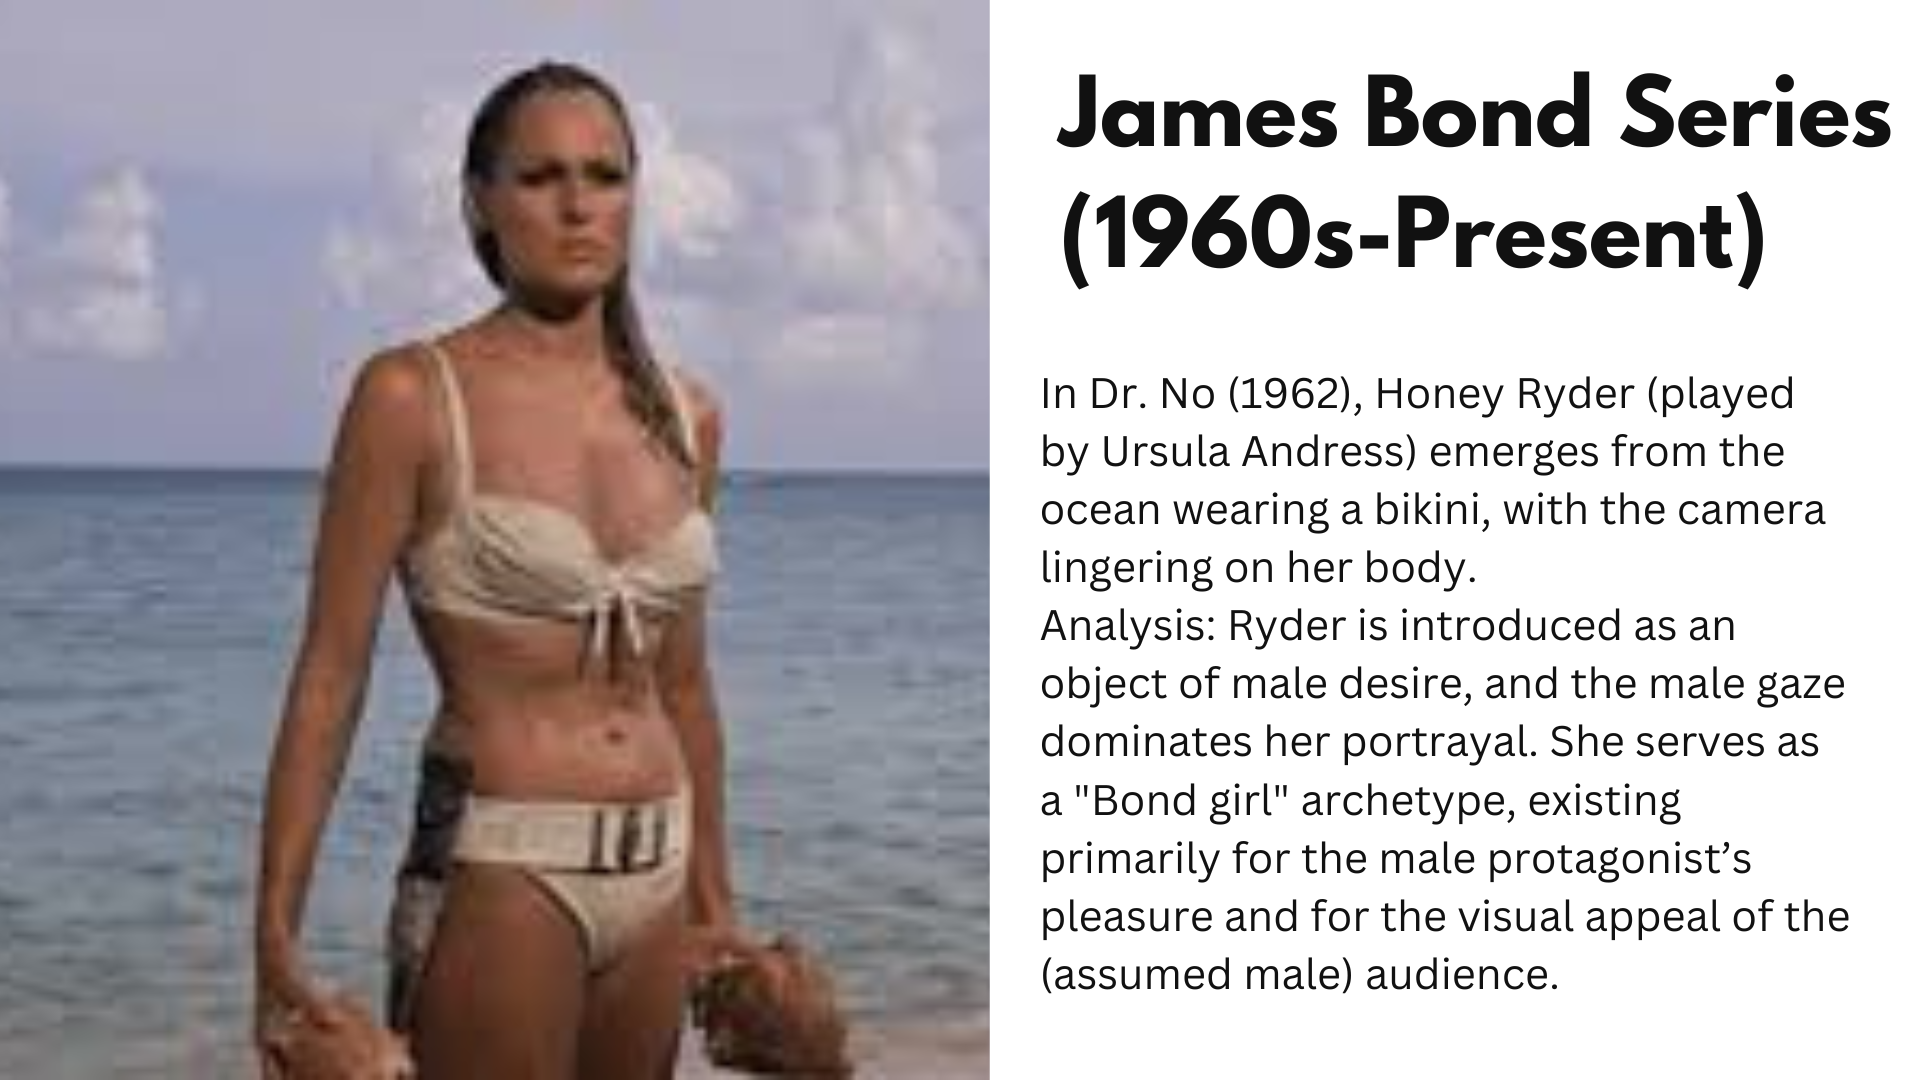 James Bond Series
(1960s-Present)
In Dr. No (1962), Honey Ryder (played
by Ursula Andress) emerges from the
ocean wearing a bikini, with the camera
lingering on her body.
Analysis: Ryder is introduced as an
object of male desire, and the male gaze
dominates her portrayal. She serves as
a "Bond girl" archetype, existing
primarily for the male protagonist’s
pleasure and for the visual appeal of the
(assumed male) audience.